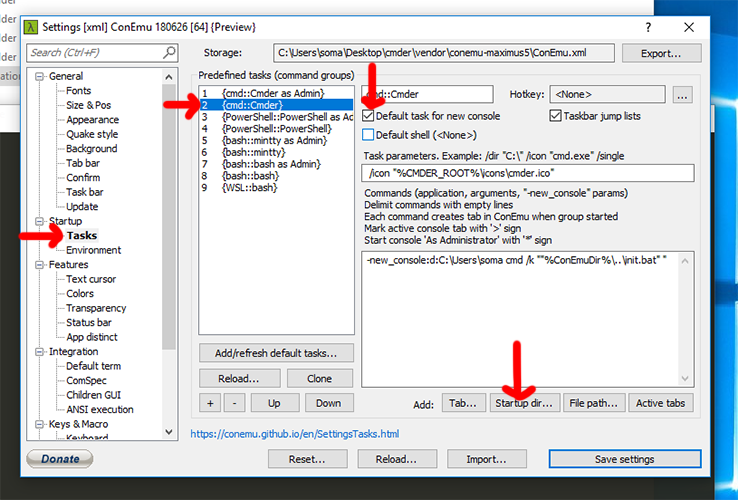 Settings [xml] ConEmu 180626 [64] {Preview}
Search (Ctrl+F)
Storage:
C:\Users\soma\Desktop\cmder\vendor\conemu-maximus5\ConEmu.xml
Export...
General
Fonts
Size & Pos
Appearance
Quake style
Background
Tab bar
Confirm
Task bar
Update
Startup
Tasks
Environment
Features
Text cursor
Colors
Transparency
Status bar
App distinct
Integration
Default term
ComSpec
Children GUI
ANSI execution
Keys & Macro
Keyboard
Predefined tasks (command groups)
1 {cmd::Cmder as Admin}
2 {cmd::Cmder}
3 {PowerShell::PowerShell as Ad
4 {PowerShell::PowerShell}
5 {bash::mintty as Admin}
6 {bash::mintty}
7 {bash::bash as Admin}
8 {bash::bash}
9 {WSL::bash}
Add/refresh default tasks...
Reload...
Clone
+
-
Up
Down
md::Cmder
Hotkey:
<None>
...
Default task for new console
Taskbar jump lists
Default shell (<None>)
Task parameters. Example: /dir "C:\" /icon "cmd.exe" /single
/icon "%CMDER_ROOT%\icons\cmder.ico"
Commands (application, arguments, "-new_console" params)
Delimit commands with empty lines
Each command creates tab in ConEmu when group started
Mark active console tab with '>' sign
Start console 'As Administrator' with '*' sign
-new_console:d:C:\Users\soma cmd /k ""%ConEmuDir%\..\init.bat" "
Add:
Tab...
Startup dir...
File path...
Active tabs
https://conemu.github.io/en/SettingsTasks.html
Donate
Reset...
Reload...
Import...
Save settings